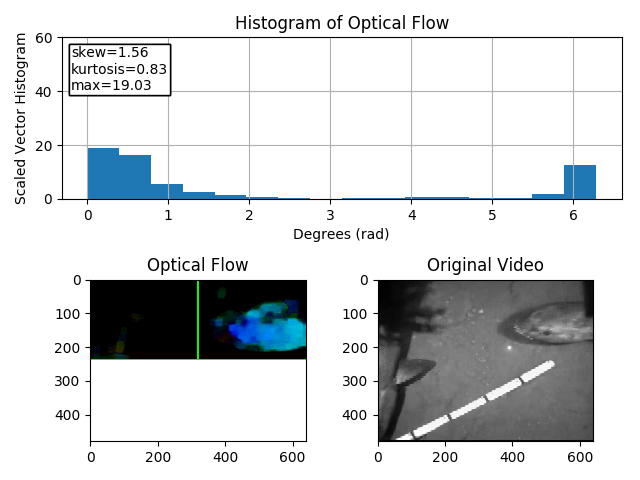 Histogram of Optical Flow
Scaled Vector Histogram
60
40
20
0
skew=1.56
kurtosis=0.83
max=19.03
0 1 2 3 4 5 6
Degrees (rad)
Optical Flow
0
100
200
300
400
0 200 400 600
Original Video
0
100
200
300
400
0 200 400 600